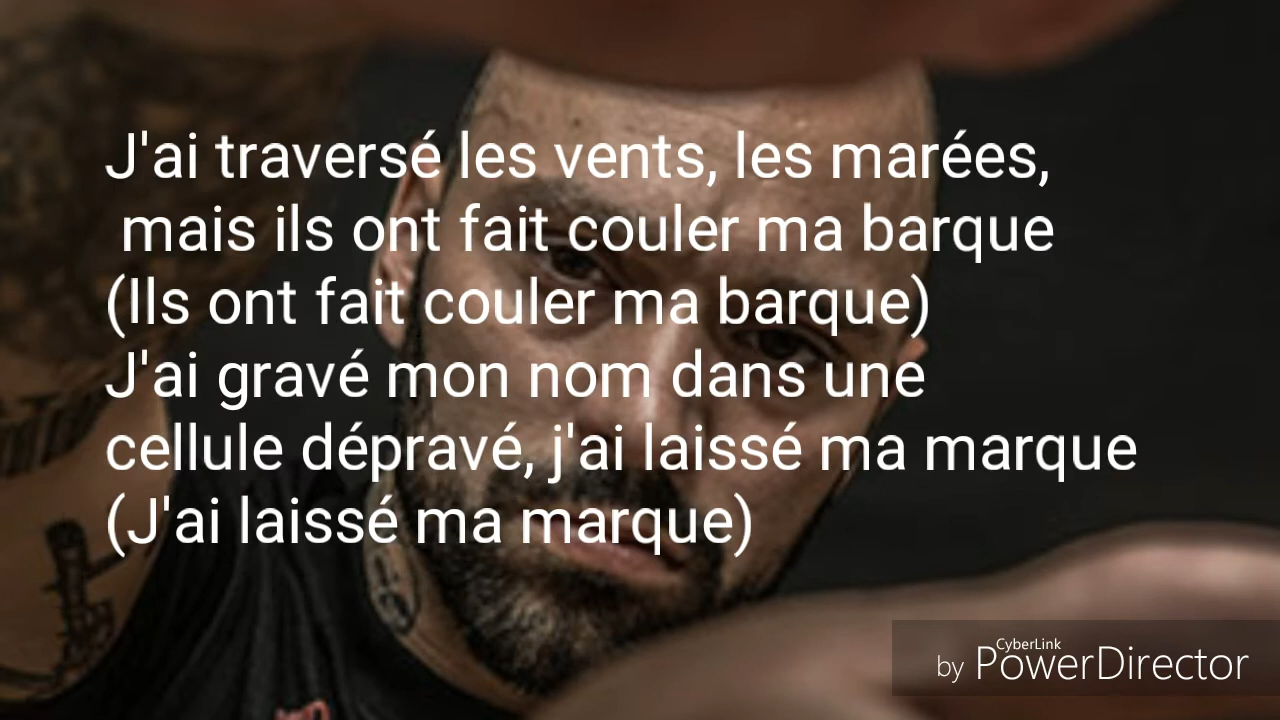 J'ai traversé les vents, les marées,
mais ils ont fait couler ma barque
(Ils ont fait couler ma barque)
J'ai gravé mon nom dans une
cellule dépravé, j'ai laissé ma marque
(J'ai laissé ma marque)
CyberLink
by PowerDirector